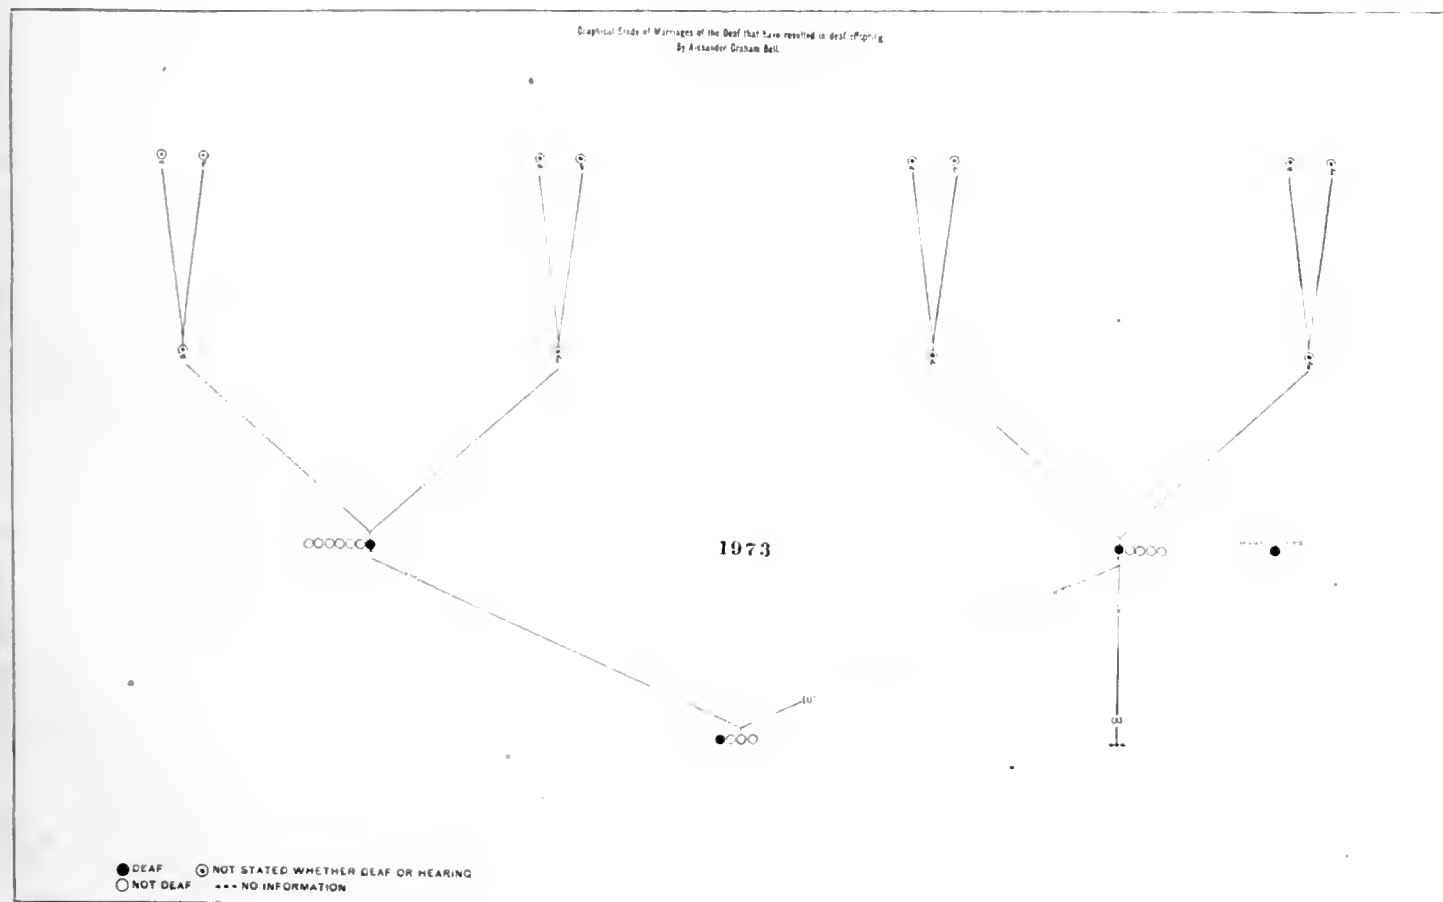 Graphical Study of Marriages of the Deaf that have resulted in deaf offspring
By Alexander Graham Bell.
1973
DEAF NOT STATED WHETHER DEAF OR HEARING
NOT DEAF --- NO INFORMATION